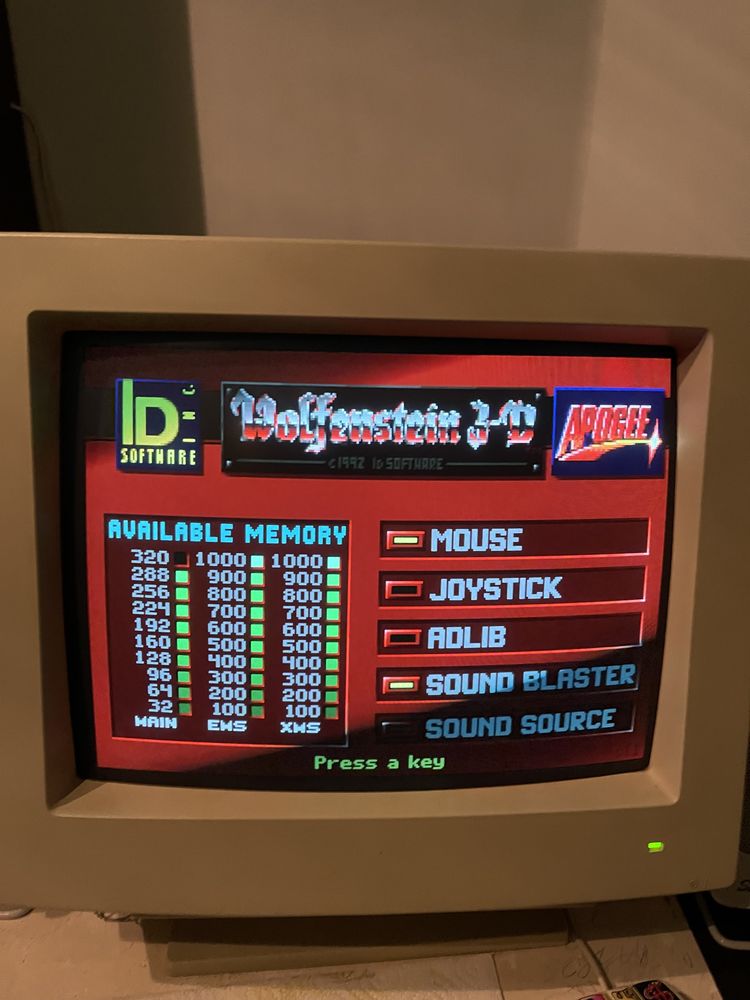 ID INC
SOFTWARE
Wolfenstein 3-D
©1992 ID SOFTWARE
APOGEE
AVAILABLE MEMORY
320 1000 1000
288 900 900
256 800 800
224 700 700
192 600 600
160 500 500
128 400 400
96 300 300
64 200 200
32 100 100
MAIN EMS XMS
MOUSE
JOYSTICK
ADLIB
SOUND BLASTER
SOUND SOURCE
Press a key